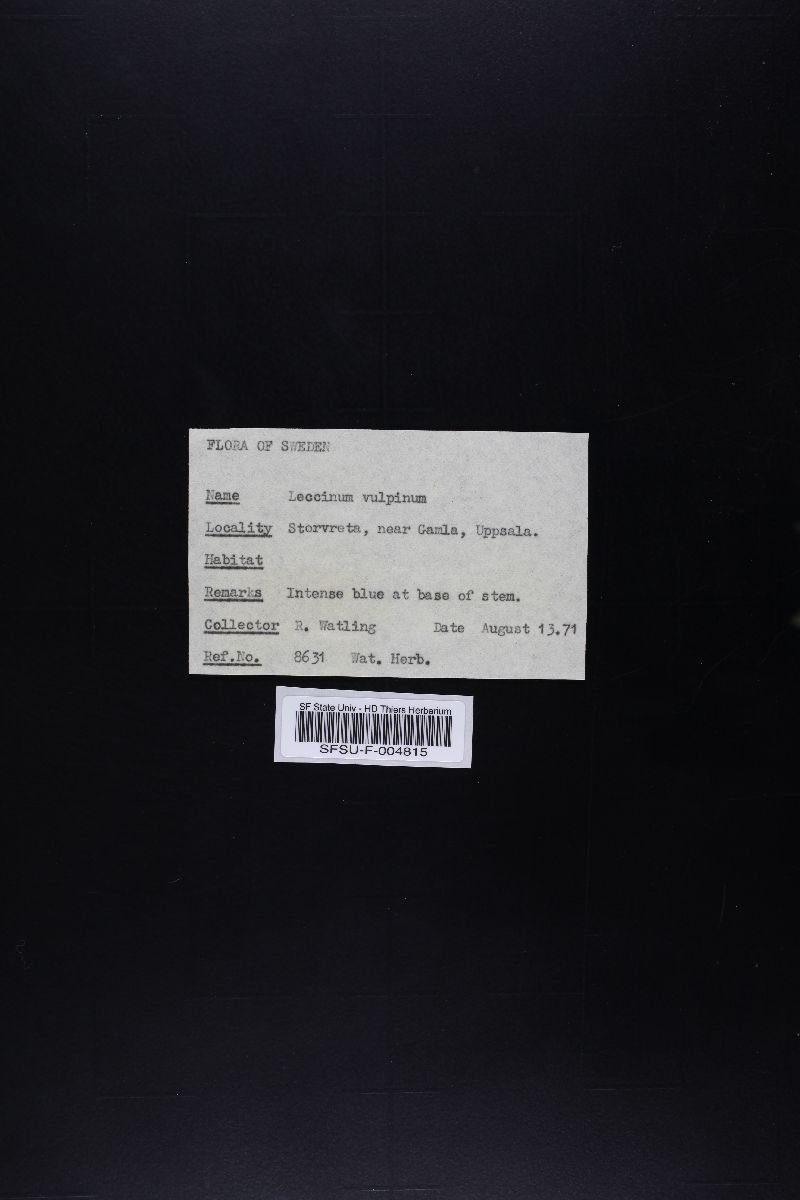 FLORA OF SWEDEN
Name Leccinum vulpinum
Locality Storvreta, near Gamla, Uppsala.
Habitat
Remarks Intense blue at base of stem.
Collector R. Watling Date August 13.71
Ref.No. 8631 Wat. Herb.
SF State Univ - HD Thiers Herbarium
SFSU-F-004815